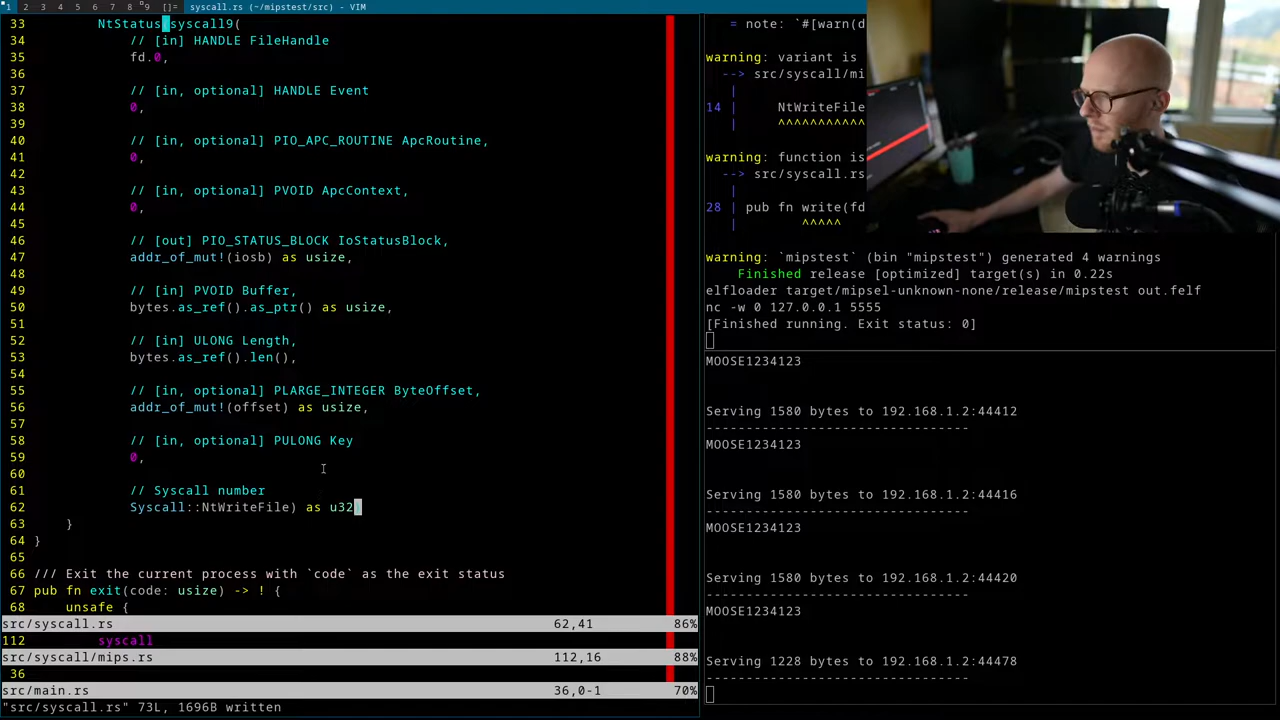 1 2 3 4 5 6 7 8 9 []= syscall.rs (~/mipstest/src) - VIM
33 NtStatus(syscall9(
34 // [in] HANDLE FileHandle
35 fd.0,
36
37 // [in, optional] HANDLE Event
38 0,
39
40 // [in, optional] PIO_APC_ROUTINE ApcRoutine,
41 0,
42
43 // [in, optional] PVOID ApcContext,
44 0,
45
46 // [out] PIO_STATUS_BLOCK IoStatusBlock,
47 addr_of_mut!(iosb) as usize,
48
49 // [in] PVOID Buffer,
50 bytes.as_ref().as_ptr() as usize,
51
52 // [in] ULONG Length,
53 bytes.as_ref().len(),
54
55 // [in, optional] PLARGE_INTEGER ByteOffset,
56 addr_of_mut!(offset) as usize,
57
58 // [in, optional] PULONG Key
59 0,
60
61 // Syscall number
62 Syscall::NtWriteFile) as u32)
63 }
64 }
65
66 /// Exit the current process with `code` as the exit status
67 pub fn exit(code: usize) -> ! {
68 unsafe {
src/syscall.rs 62,41 86%
112 syscall
src/syscall/mips.rs 112,16 88%
36
src/main.rs 36,0-1 70%
"src/syscall.rs" 73L, 1696B written
= note: `#[warn(d
warning: variant is
--> src/syscall/mi
|
14 | NtWriteFile
| ^^^^^^^^^^^
warning: function is
--> src/syscall.rs
|
28 | pub fn write(fd
| ^^^^^
warning: `mipstest` (bin "mipstest") generated 4 warnings
Finished release [optimized] target(s) in 0.22s
elfloader target/mipsel-unknown-none/release/mipstest out.felf
nc -w 0 127.0.0.1 5555
[Finished running. Exit status: 0]
MOOSE1234123
Serving 1580 bytes to 192.168.1.2:44412
---------------------------------
MOOSE1234123
Serving 1580 bytes to 192.168.1.2:44416
---------------------------------
MOOSE1234123
Serving 1580 bytes to 192.168.1.2:44420
---------------------------------
MOOSE1234123
Serving 1228 bytes to 192.168.1.2:44478
---------------------------------